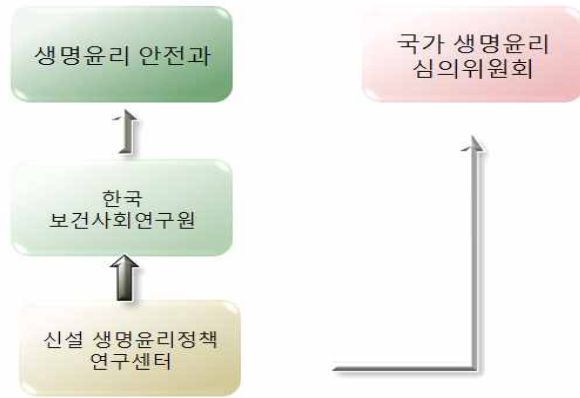 생명윤리 안전과
국가 생명윤리
심의위원회
한국
보건사회연구원
신설 생명윤리정책
연구센터